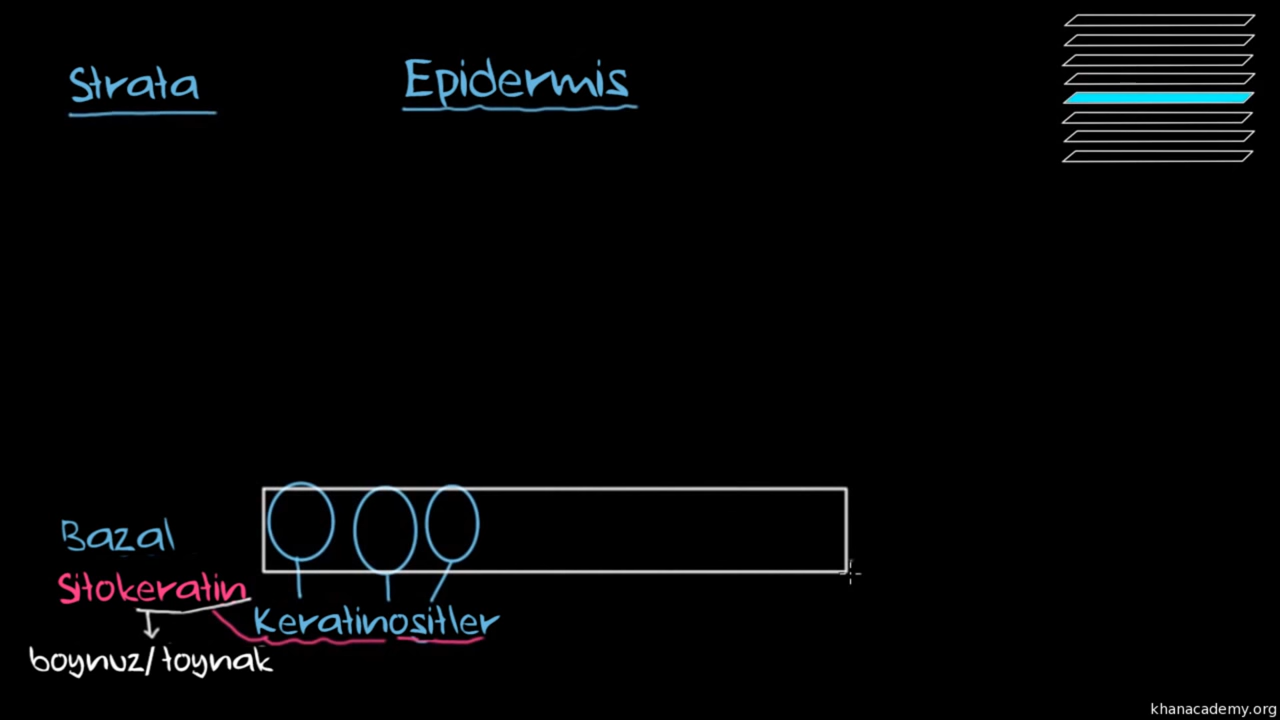 Strata
Epidermis
Bazal
Sitokeratin
Keratinositler
boynuz/toynak
khanacademy.org